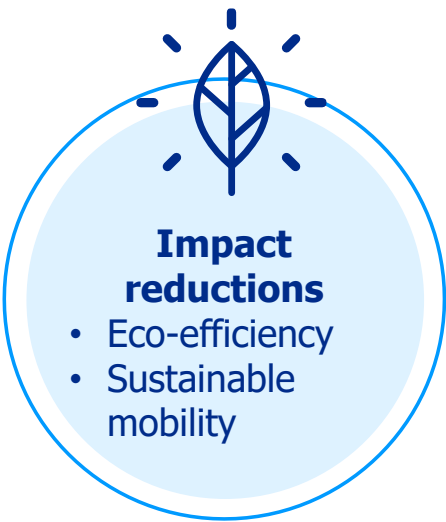 Impact
reductions
• Eco-efficiency
• Sustainable
mobility